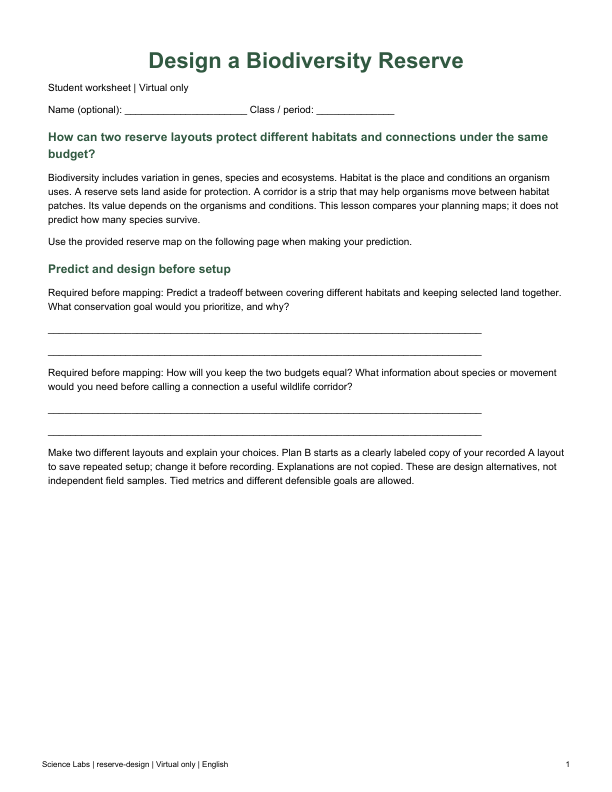 Design a Biodiversity Reserve
Student worksheet | Virtual only
Name (optional): ______________________ Class / period: ______________
How can two reserve layouts protect different habitats and connections under the same
budget?
Biodiversity includes variation in genes, species and ecosystems. Habitat is the place and conditions an organism
uses. A reserve sets land aside for protection. A corridor is a strip that may help organisms move between habitat
patches. Its value depends on the organisms and conditions. This lesson compares your planning maps; it does not
predict how many species survive.
Use the provided reserve map on the following page when making your prediction.
Predict and design before setup
Required before mapping: Predict a tradeoff between covering different habitats and keeping selected land together.
What conservation goal would you prioritize, and why?
______________________________________________________________________________
______________________________________________________________________________
Required before mapping: How will you keep the two budgets equal? What information about species or movement
would you need before calling a connection a useful wildlife corridor?
______________________________________________________________________________
______________________________________________________________________________
Make two different layouts and explain your choices. Plan B starts as a clearly labeled copy of your recorded A layout
to save repeated setup; change it before recording. Explanations are not copied. These are design alternatives, not
independent field samples. Tied metrics and different defensible goals are allowed.
Science Labs | reserve-design | Virtual only | English
1